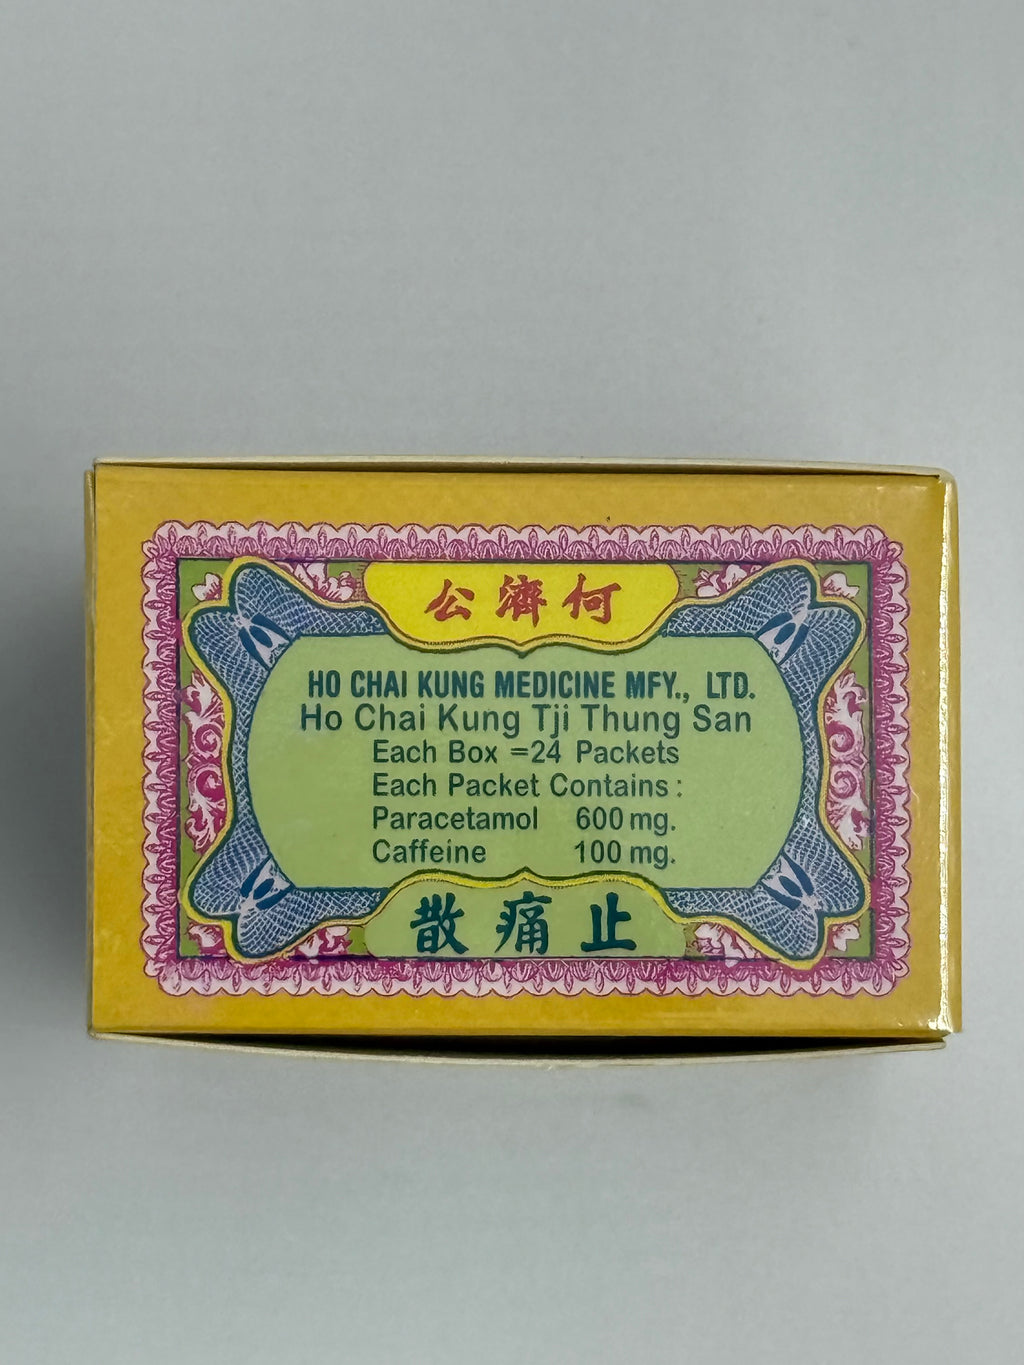 何濟公
HO CHAI KUNG MEDICINE MFY., LTD.
Ho Chai Kung Tji Thung San
Each Box =24 Packets
Each Packet Contains :
Paracetamol 600 mg.
Caffeine 100 mg.
止痛散